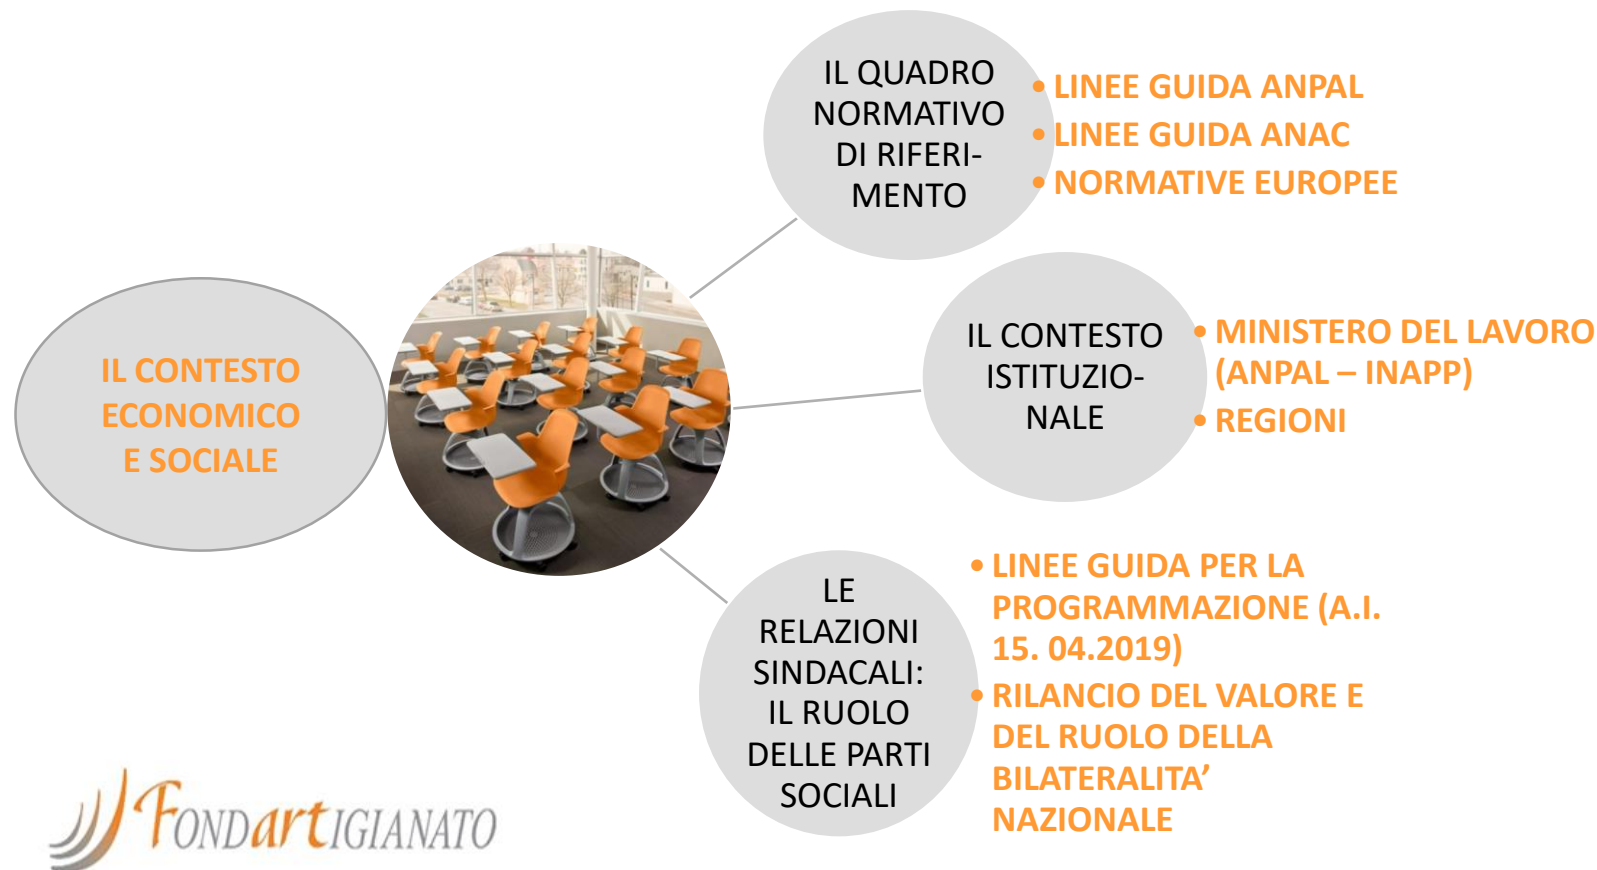 IL CONTESTO
ECONOMICO
E SOCIALE
IL QUADRO
NORMATIVO
DI RIFERI-
MENTO
• LINEE GUIDA ANPAL
• LINEE GUIDA ANAC
• NORMATIVE EUROPEE
IL CONTESTO
ISTITUZIO-
NALE
• MINISTERO DEL LAVORO
(ANPAL – INAPP)
• REGIONI
LE
RELAZIONI
SINDACALI:
IL RUOLO
DELLE PARTI
SOCIALI
• LINEE GUIDA PER LA
PROGRAMMAZIONE (A.I.
15. 04.2019)
• RILANCIO DEL VALORE E
DEL RUOLO DELLA
BILATERALITA’
NAZIONALE
FONDartIGIANATO